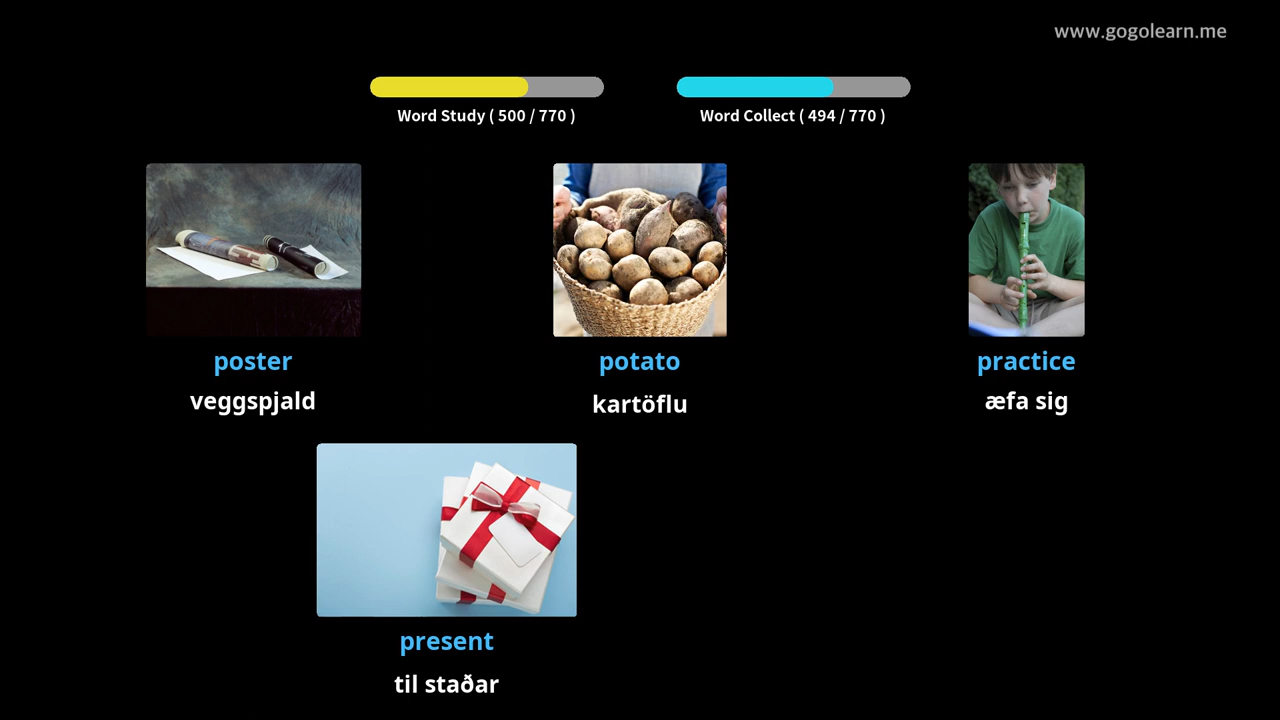 www.gogolearn.me
Word Study ( 500 / 770 )
Word Collect ( 494 / 770 )
poster
veggspjald
potato
kartöflu
practice
æfa sig
present
til staðar